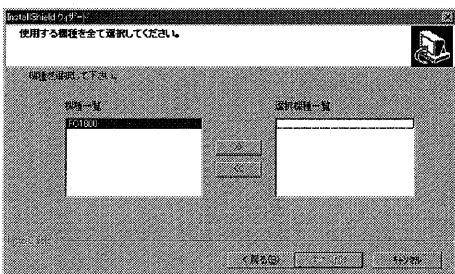 InstallShield ウィザード
使用する機種を全て選択してください。
機種を選択して下さい。
機種一覧
選択機種一覧
FC1000
>>
<<
InstallShield
< 戻る(B)
キャンセル